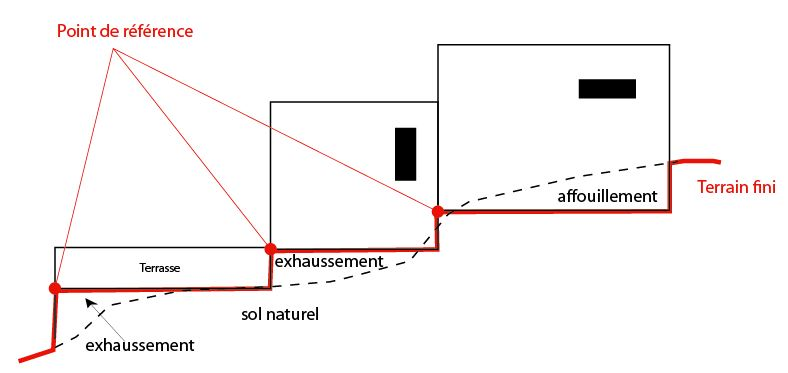 Point de référence
Terrain fini
affouillement
exhaussement
Terrasse
sol naturel
exhaussement